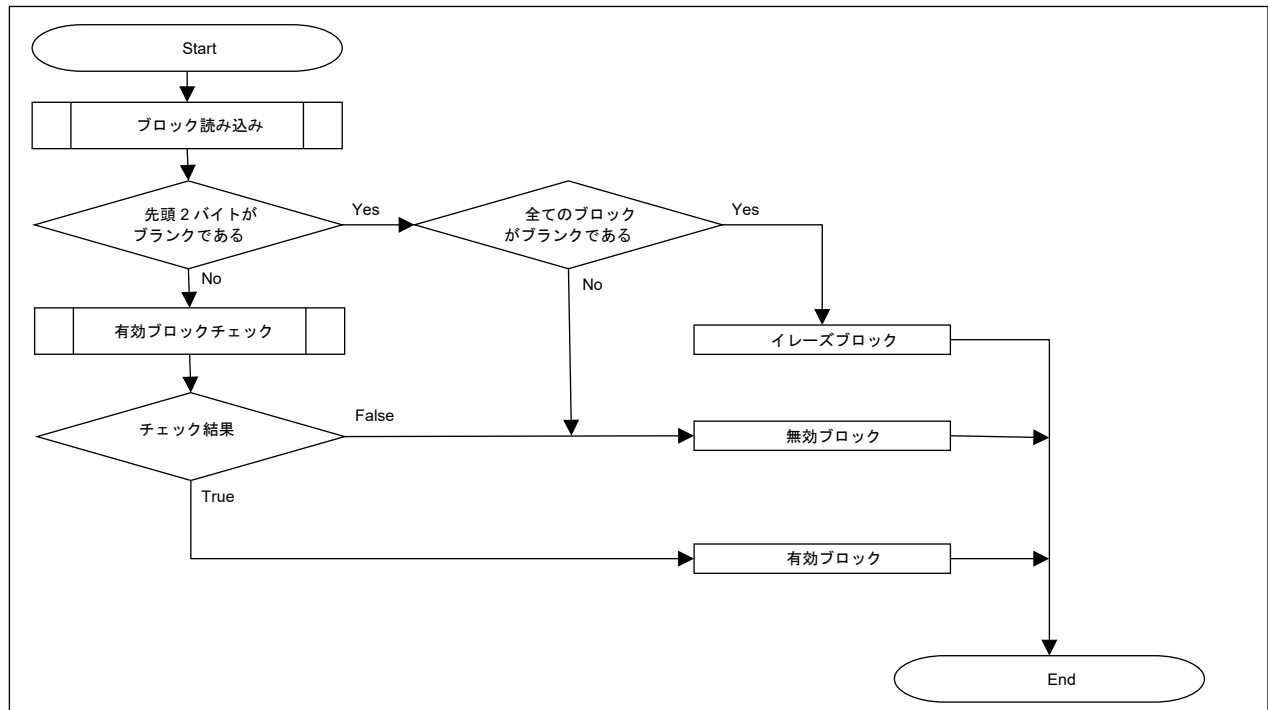 Start
ブロック読み込み
先頭2バイトが
ブランクである
Yes
全てのブロック
がブランクである
Yes
No
No
有効ブロックチェック
イレーズブロック
チェック結果
False
無効ブロック
True
有効ブロック
End